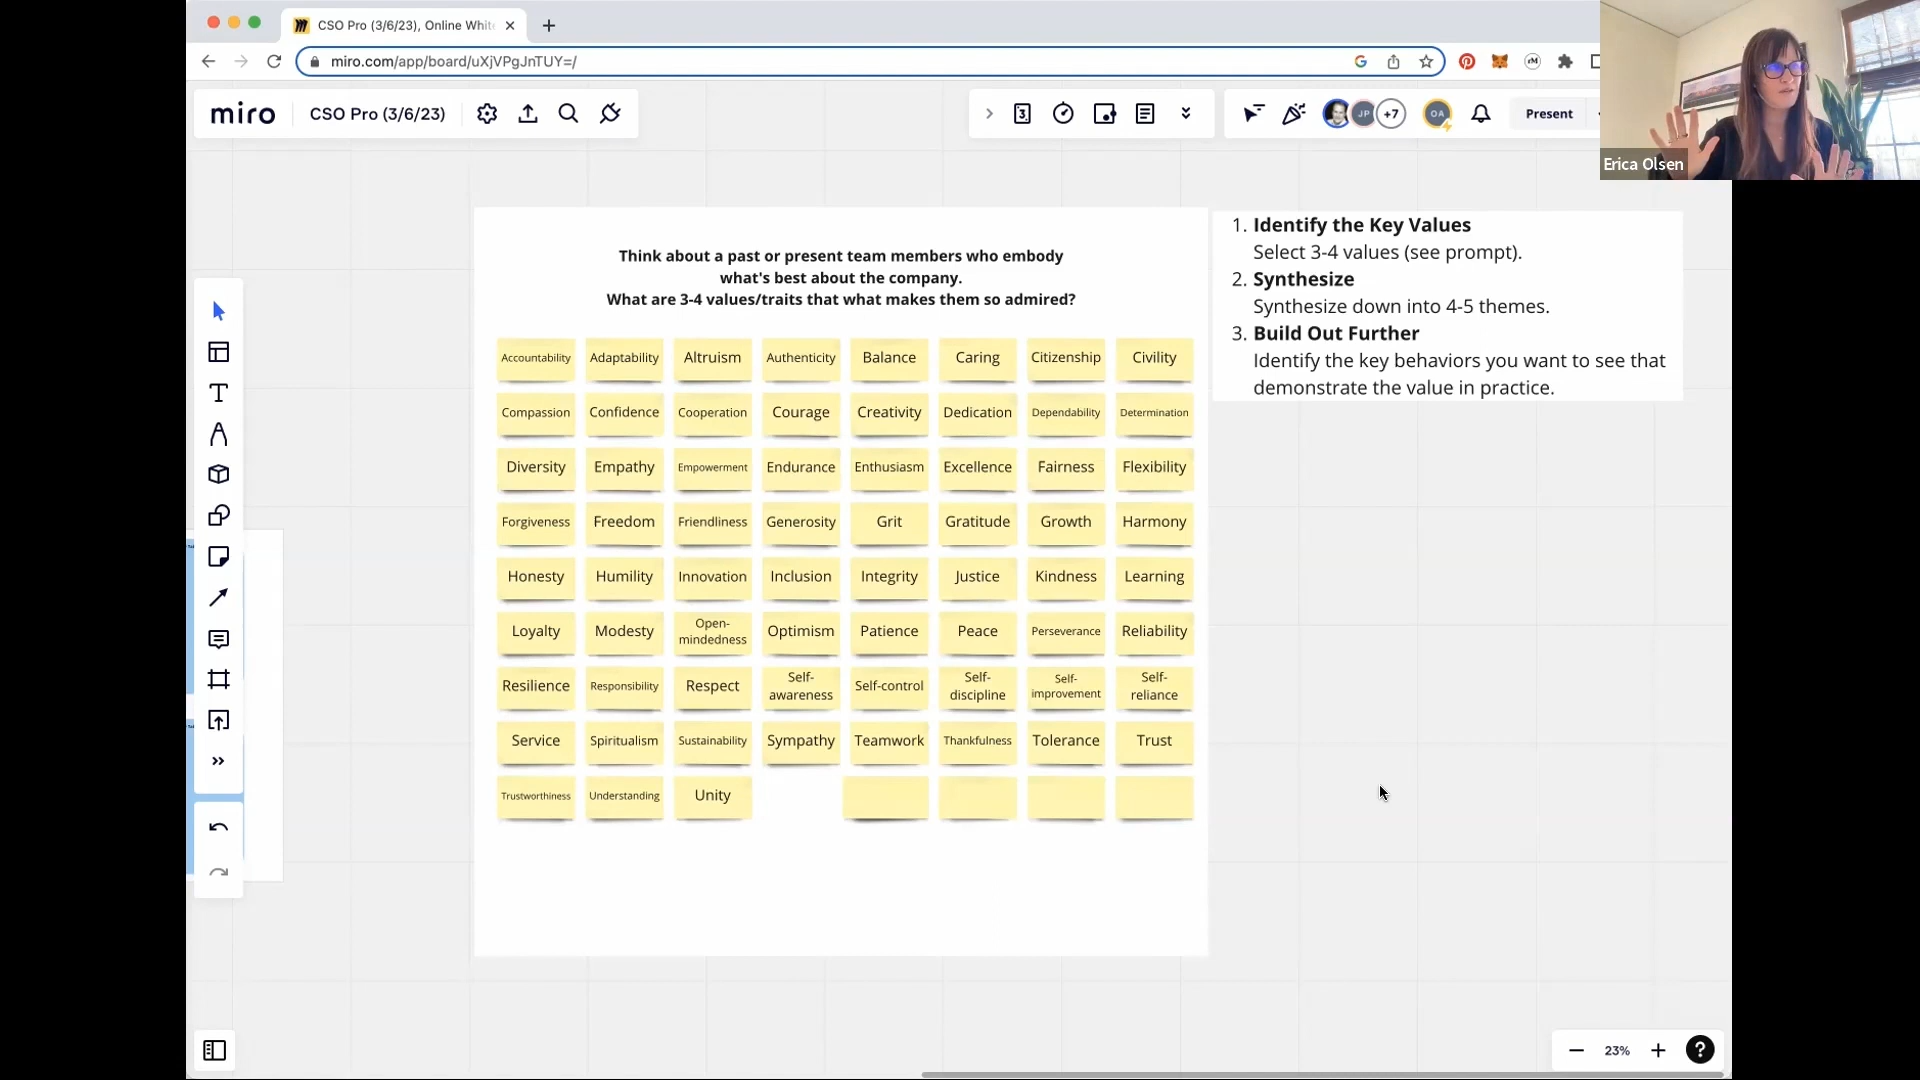 CSO Pro (3/6/23), Online White
miro.com/app/board/uXjVPgJnTUY=/
miro
CSO Pro (3/6/23)
3
JP
+7
OA
Present
Erica Olsen
Think about a past or present team members who embody
what's best about the company.
What are 3-4 values/traits that what makes them so admired?
Accountability Adaptability Altruism Authenticity Balance Caring Citizenship Civility
Compassion Confidence Cooperation Courage Creativity Dedication Dependability Determination
Diversity Empathy Empowerment Endurance Enthusiasm Excellence Fairness Flexibility
Forgiveness Freedom Friendliness Generosity Grit Gratitude Growth Harmony
Honesty Humility Innovation Inclusion Integrity Justice Kindness Learning
Loyalty Modesty Open-mindedness Optimism Patience Peace Perseverance Reliability
Resilience Responsibility Respect Self-awareness Self-control Self-discipline Self-improvement Self-reliance
Service Spiritualism Sustainability Sympathy Teamwork Thankfulness Tolerance Trust
Trustworthiness Understanding Unity
1. Identify the Key Values
Select 3-4 values (see prompt).
2. Synthesize
Synthesize down into 4-5 themes.
3. Build Out Further
Identify the key behaviors you want to see that
demonstrate the value in practice.
23%